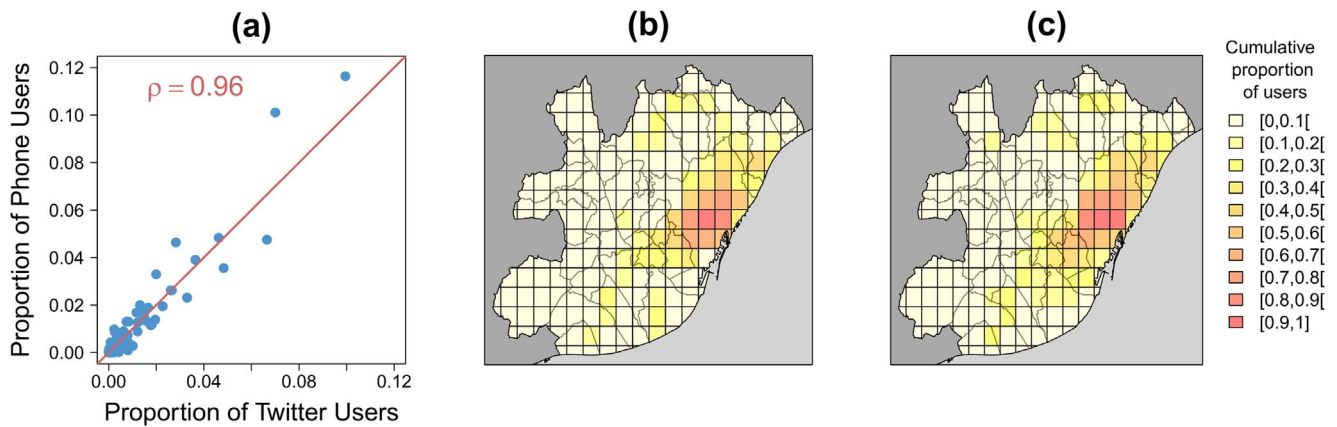 (a)
Proportion of Phone Users
0.12
0.10
0.08
0.06
0.04
0.02
0.00
ρ = 0.96
0.00
0.04
0.08
0.12
Proportion of Twitter Users
(b)
(c)
Cumulative
proportion
of users
[0,0.1[
[0.1,0.2[
[0.2,0.3[
[0.3,0.4[
[0.4,0.5[
[0.5,0.6[
[0.6,0.7[
[0.7,0.8[
[0.8,0.9[
[0.9,1]